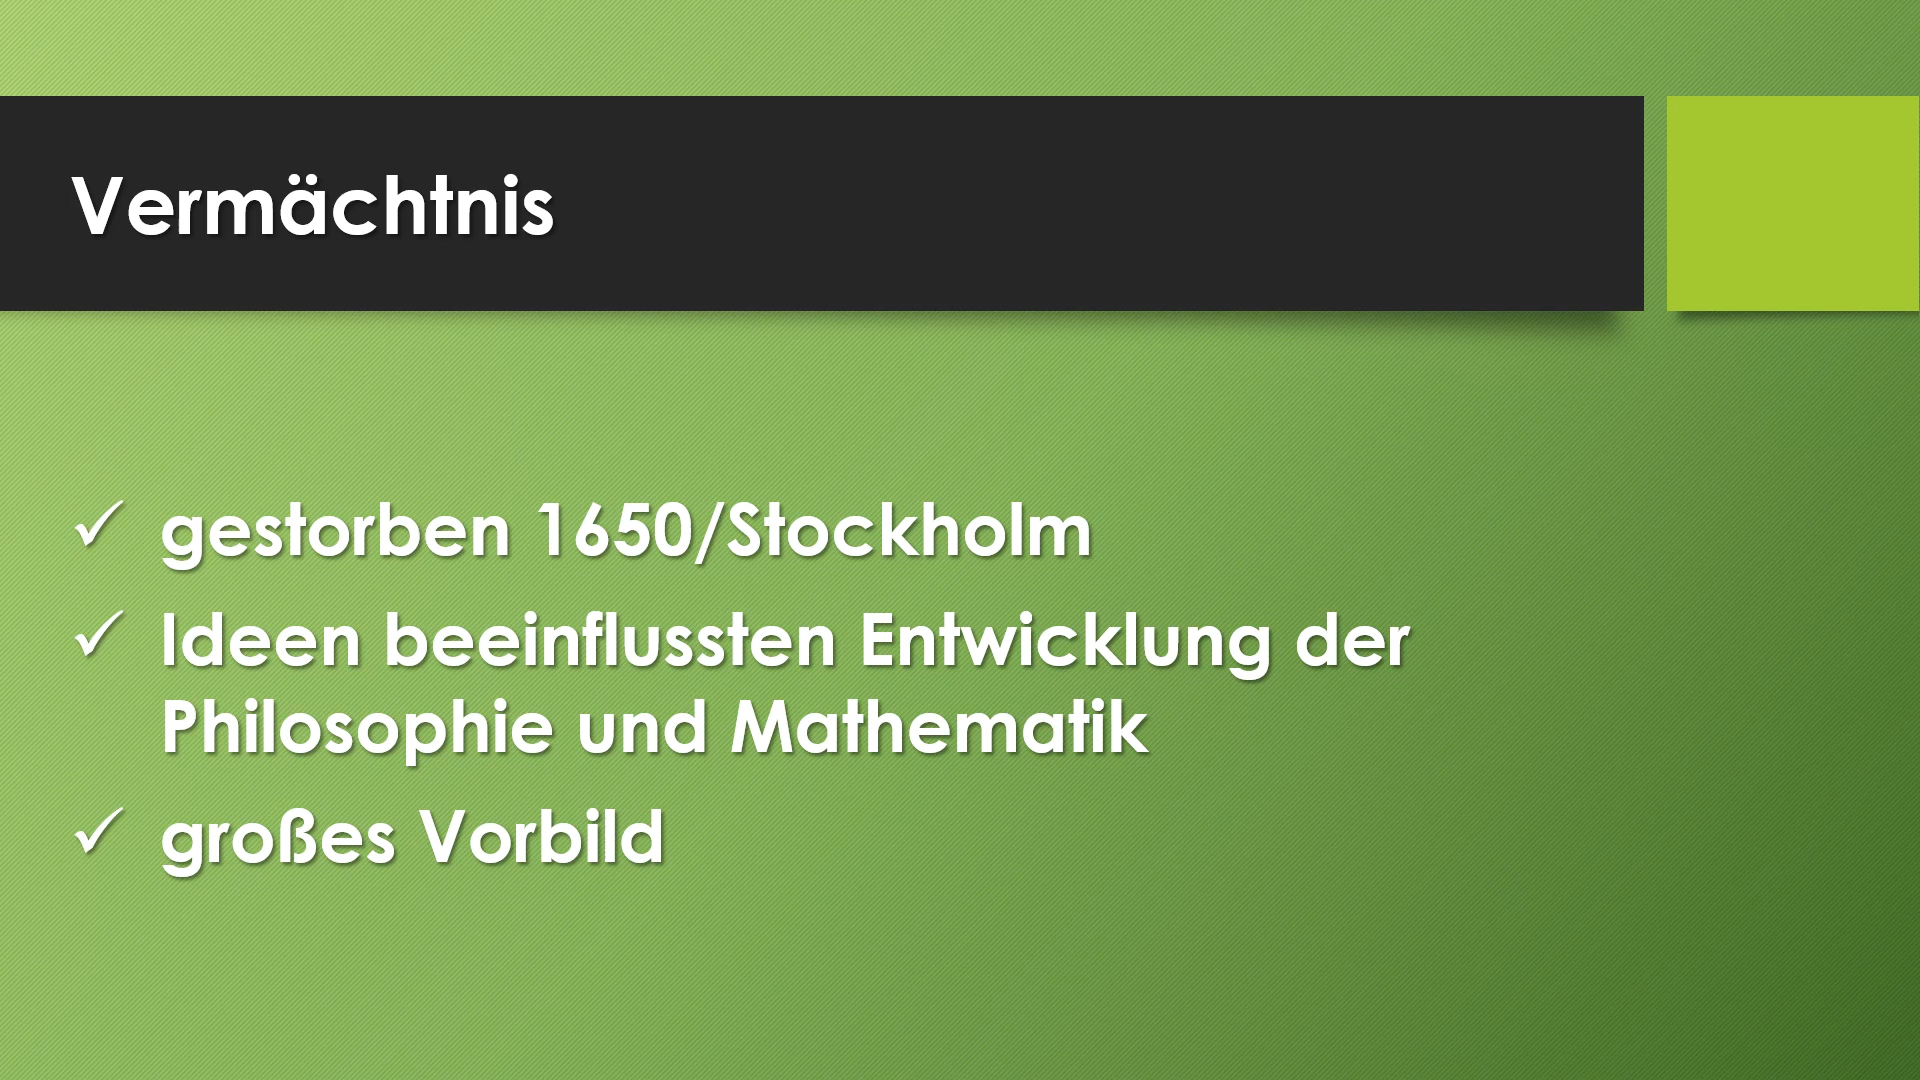 Vermächtnis
✓ gestorben 1650/Stockholm
✓ Ideen beeinflussten Entwicklung der
Philosophie und Mathematik
✓ großes Vorbild